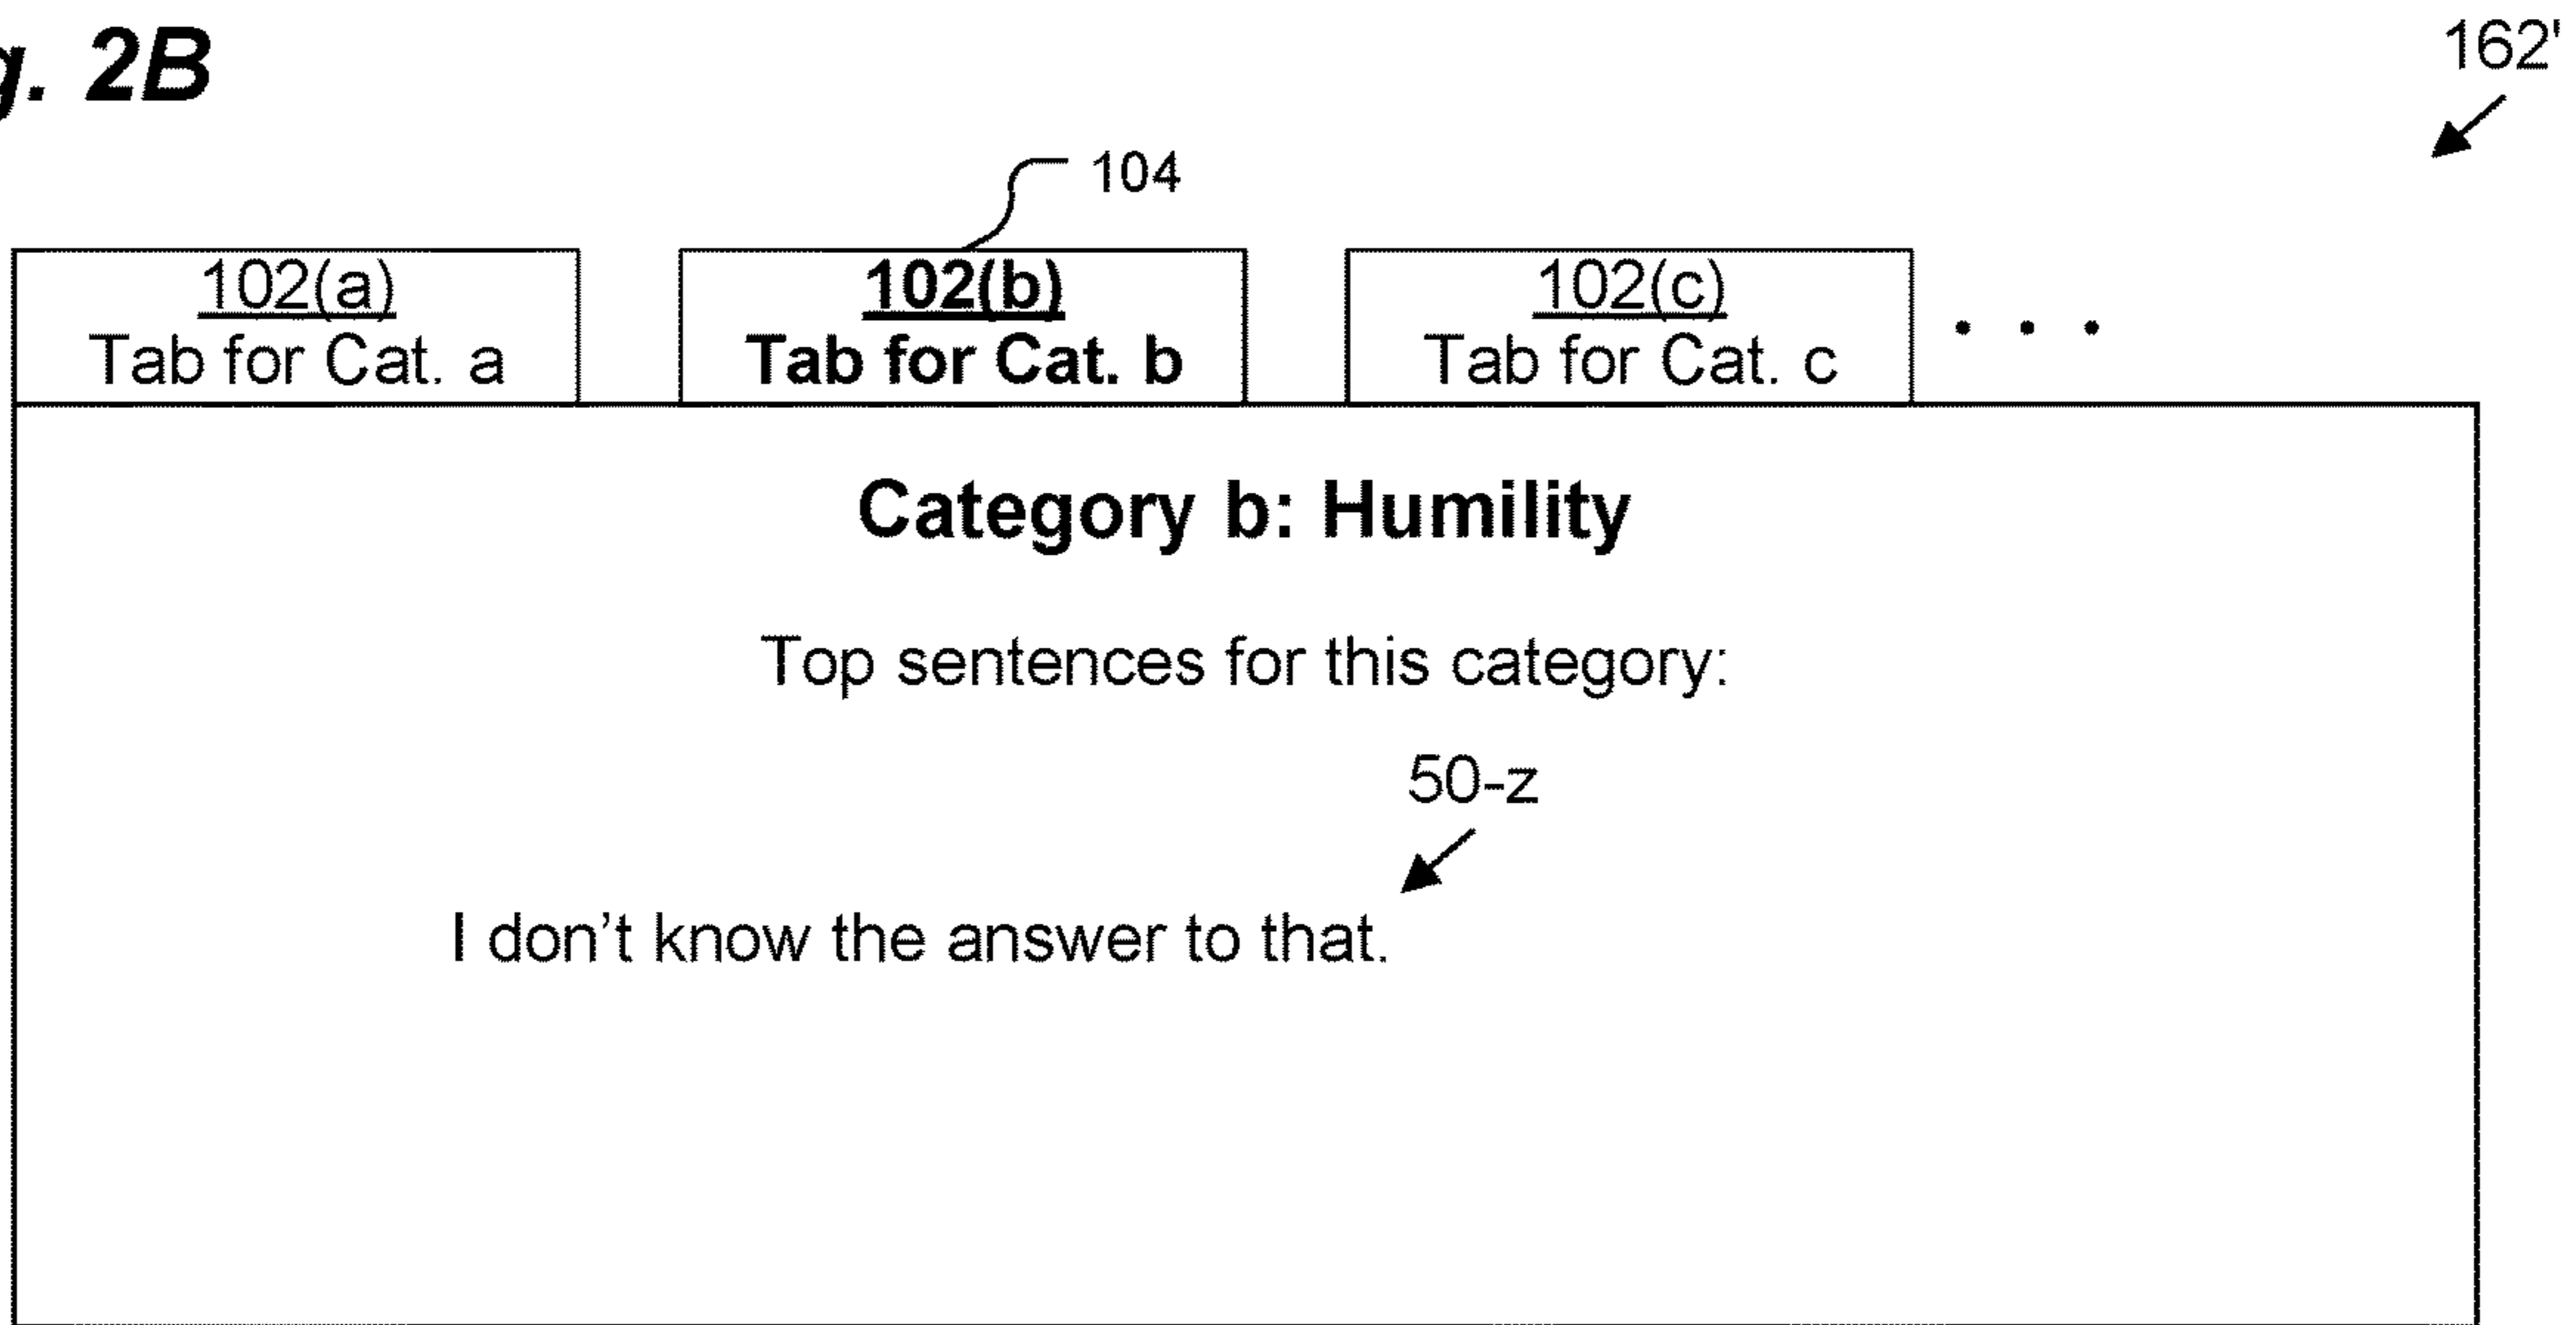 g. 2B
162'
104
102(a)
Tab for Cat. a
102(b)
Tab for Cat. b
102(c)
Tab for Cat. c
. . .
Category b: Humility
Top sentences for this category:
50-z
I don’t know the answer to that.